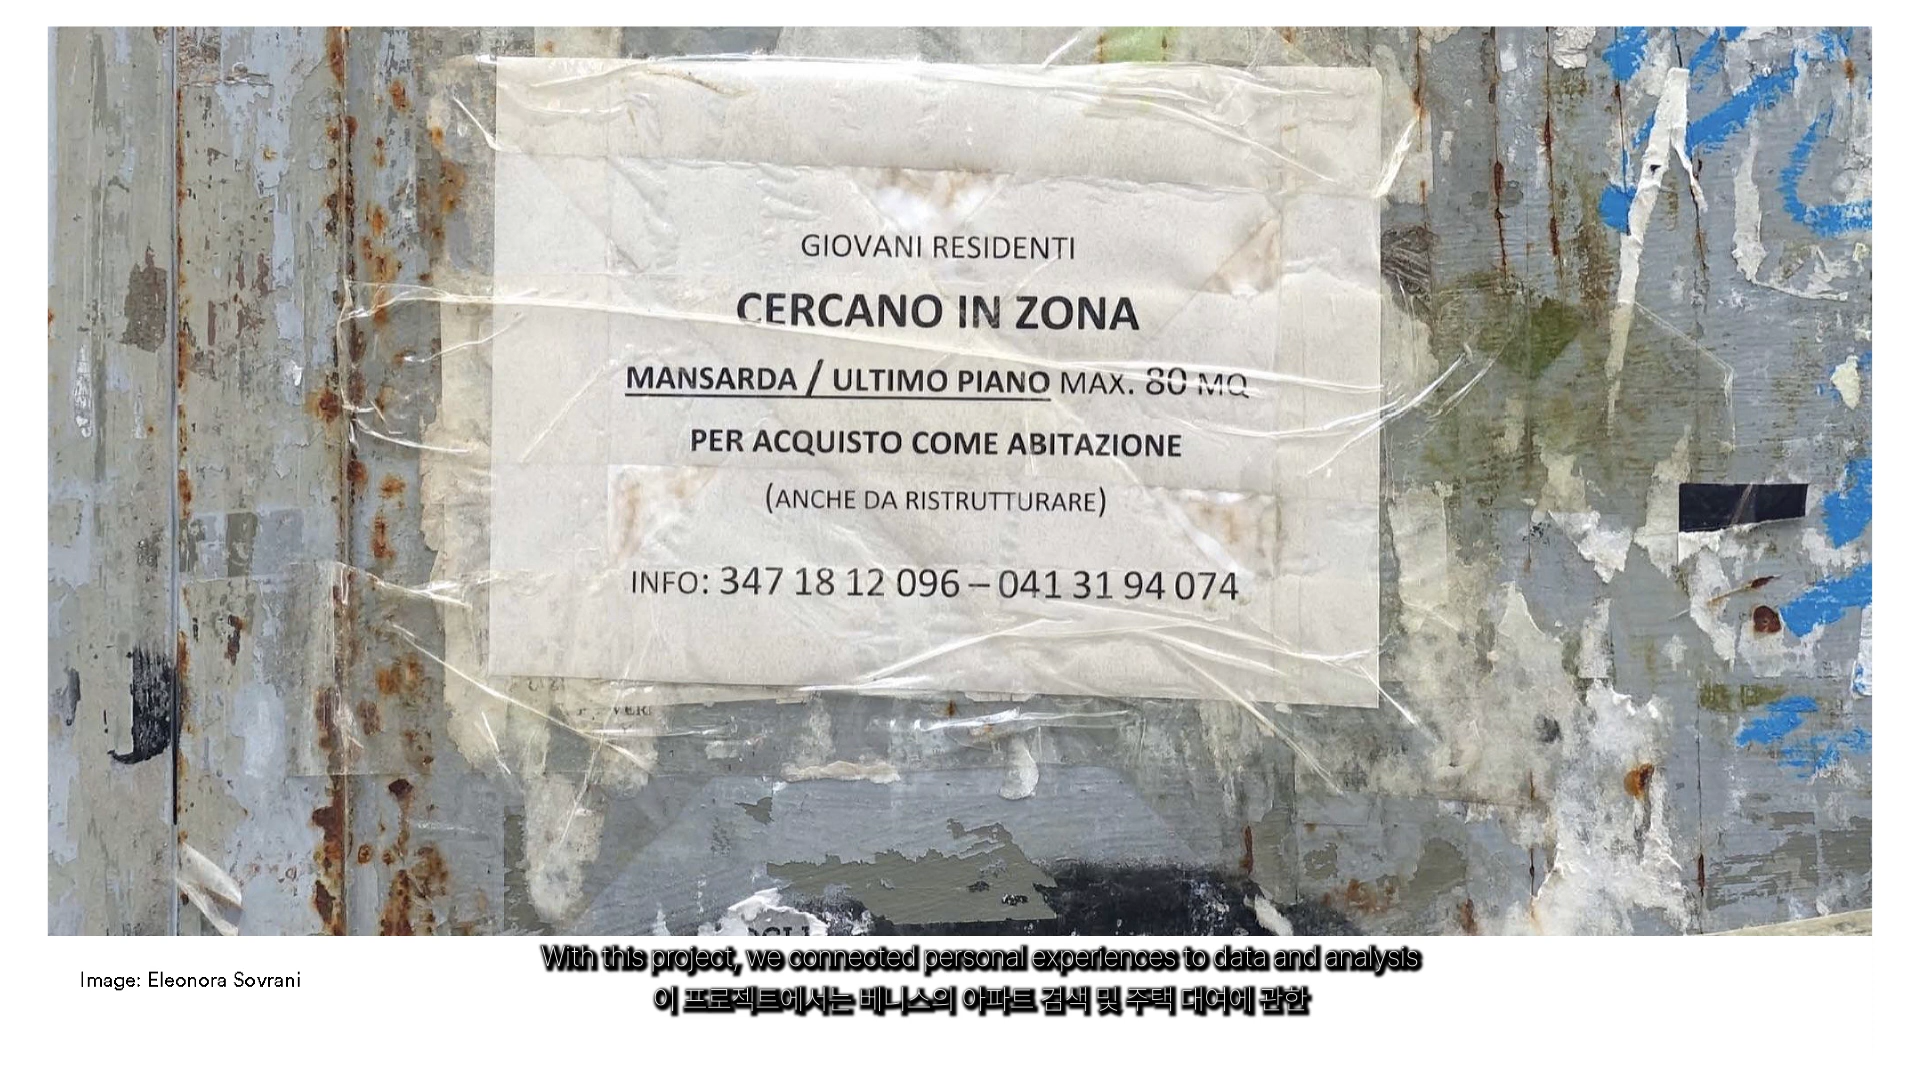 GIOVANI RESIDENTI
CERCANO IN ZONA
MANSARDA / ULTIMO PIANO MAX. 80 MQ
PER ACQUISTO COME ABITAZIONE
(ANCHE DA RISTRUTTURARE)
INFO: 347 18 12 096 – 041 31 94 074
Image: Eleonora Sovrani
With this project, we connected personal experiences to data and analysis
이 프로젝트에서는 베니스의 아파트 검색 및 주택 대여에 관한